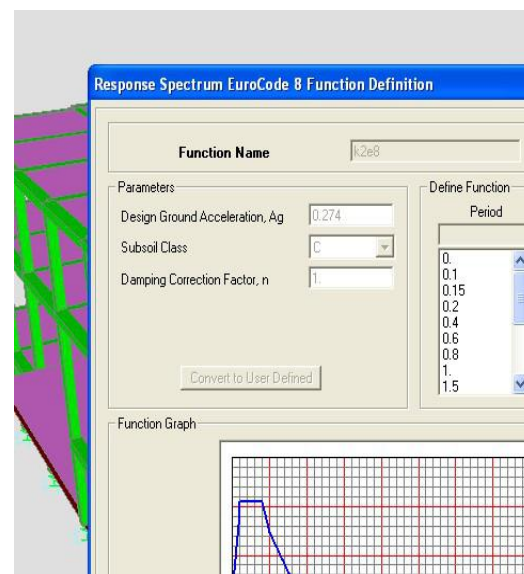 Response Spectrum EuroCode 8 Function Definition
Function Name
k2e8
Parameters
Design Ground Acceleration, Ag
0.274
Subsoil Class
C
Damping Correction Factor, n
1.
Convert to User Defined
Define Function
Period
0.
0.1
0.15
0.2
0.4
0.6
0.8
1.
1.5
Function Graph